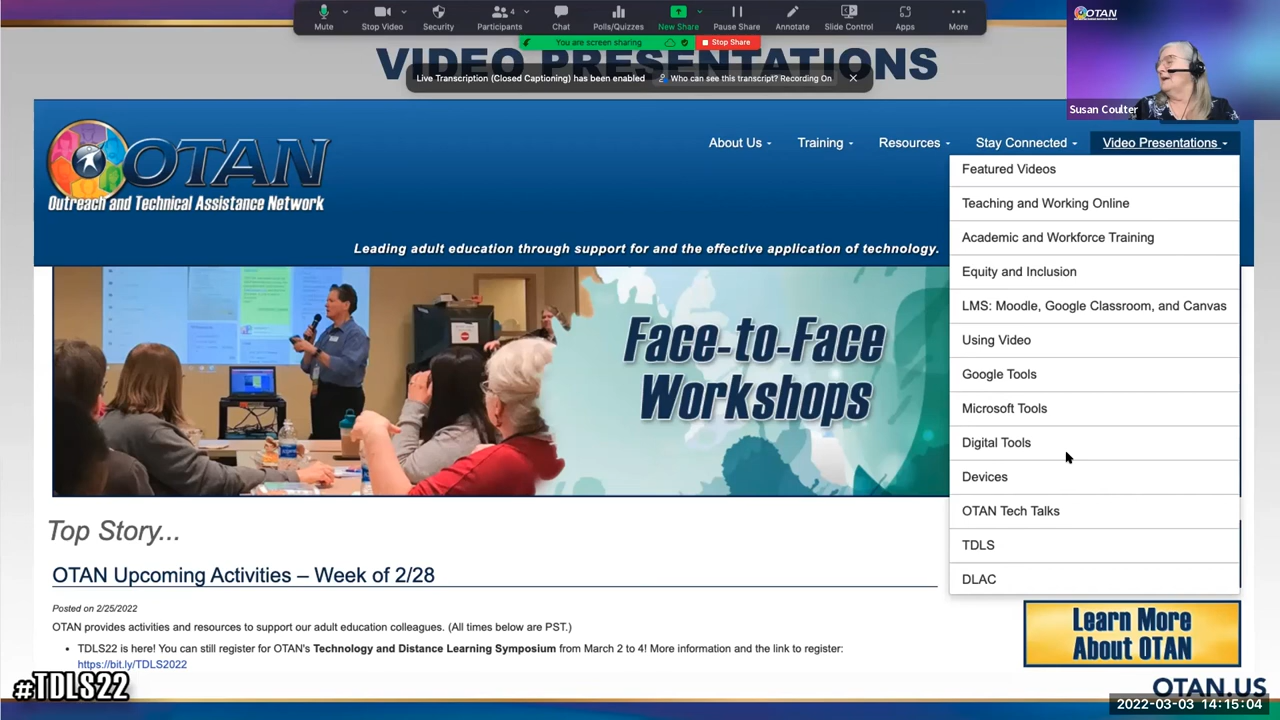 Mute
Stop Video
Security
Participants
4
Chat
Polls/Quizzes
New Share
Pause Share
Annotate
Slide Control
Apps
More
You are screen sharing
Stop Share
VIDEO PRESENTATIONS
Live Transcription (Closed Captioning) has been enabled
Who can see this transcript? Recording On
OTAN
Susan Coulter
OTAN
Outreach and Technical Assistance Network
About Us
Training
Resources
Stay Connected
Video Presentations
Leading adult education through support for and the effective application of technology.
Featured Videos
Teaching and Working Online
Academic and Workforce Training
Equity and Inclusion
LMS: Moodle, Google Classroom, and Canvas
Using Video
Google Tools
Microsoft Tools
Digital Tools
Devices
OTAN Tech Talks
TDLS
DLAC
Face-to-Face
Workshops
Top Story...
OTAN Upcoming Activities – Week of 2/28
Posted on 2/25/2022
OTAN provides activities and resources to support our adult education colleagues. (All times below are PST.)
TDLS22 is here! You can still register for OTAN's Technology and Distance Learning Symposium from March 2 to 4! More information and the link to register:
https://bit.ly/TDLS2022
Learn More
About OTAN
#TDLS22
OTAN.US
2022-03-03 14:15:04